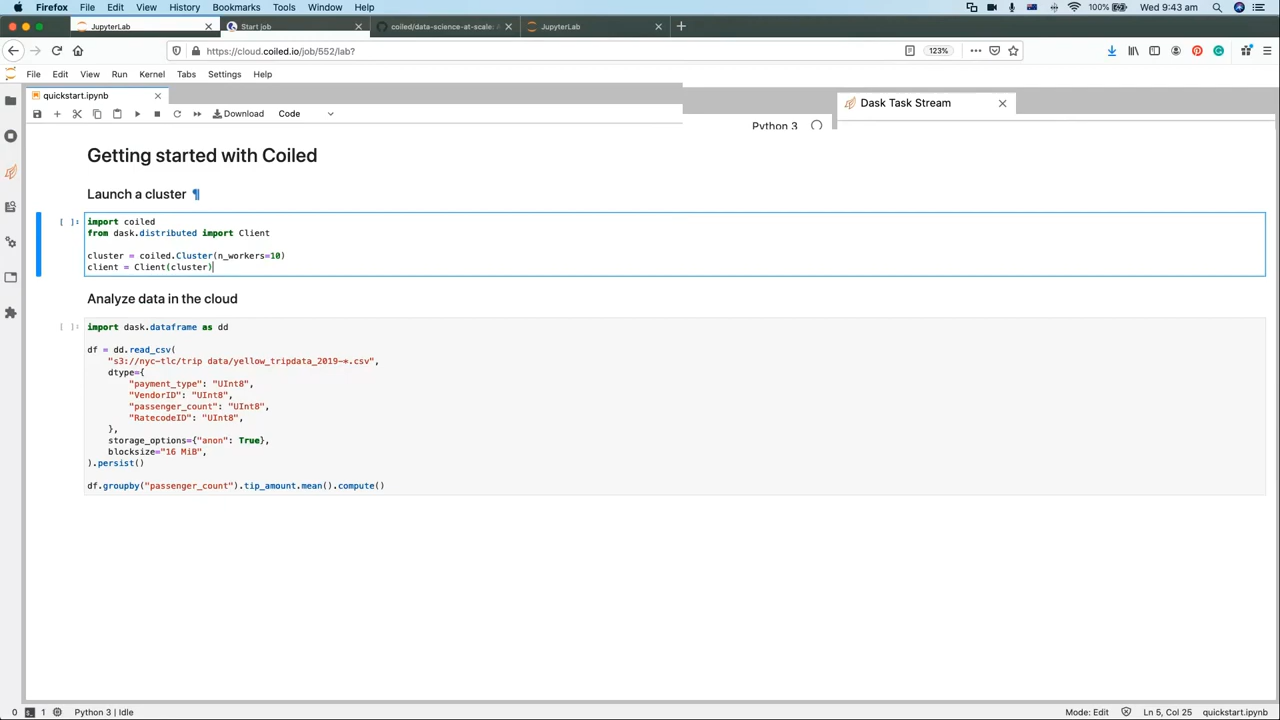 Firefox File Edit View History Bookmarks Tools Window Help 100% Wed 9:43 am
JupyterLab Start job coiled/data-science-at-scale: A JupyterLab
https://cloud.coiled.io/job/552/lab? 123%
File Edit View Run Kernel Tabs Settings Help
quickstart.ipynb
Dask Task Stream
Download Code
Python 3
Getting started with Coiled
Launch a cluster ¶
[ ]: import coiled
from dask.distributed import Client
cluster = coiled.Cluster(n_workers=10)
client = Client(cluster)
Analyze data in the cloud
[ ]: import dask.dataframe as dd
df = dd.read_csv(
"s3://nyc-tlc/trip data/yellow_tripdata_2019-*.csv",
dtype={
"payment_type": "UInt8",
"VendorID": "UInt8",
"passenger_count": "UInt8",
"RatecodeID": "UInt8",
},
storage_options={"anon": True},
blocksize="16 MiB",
).persist()
df.groupby("passenger_count").tip_amount.mean().compute()
0 1 Python 3 | Idle Mode: Edit Ln 5, Col 25 quickstart.ipynb